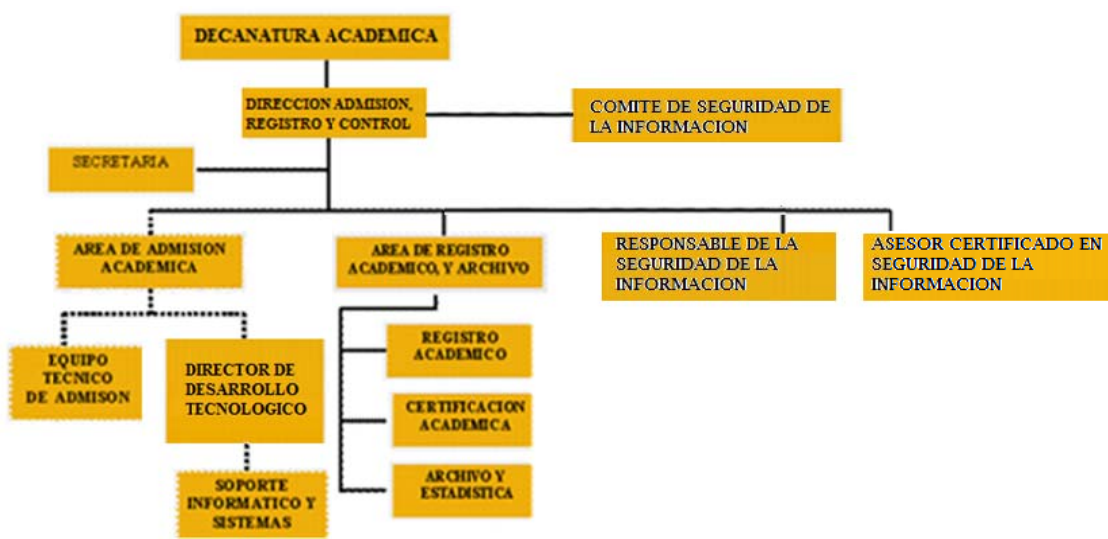 DECANATURA ACADEMICA
DIRECCION ADMISION,
REGISTRO Y CONTROL
COMITE DE SEGURIDAD DE
LA INFORMACION
SECRETARIA
AREA DE ADMISION
ACADEMICA
AREA DE REGISTRO
ACADEMICO, Y ARCHIVO
RESPONSABLE DE LA
SEGURIDAD DE LA
INFORMACION
ASESOR CERTIFICADO EN
SEGURIDAD DE LA
INFORMACION
EQUIPO
TECNICO
DE ADMISON
DIRECTOR DE
DESARROLLO
TECNOLOGICO
REGISTRO
ACADEMICO
CERTIFICACION
ACADEMICA
ARCHIVO Y
ESTADISTICA
SOPORTE
INFORMATICO Y
SISTEMAS